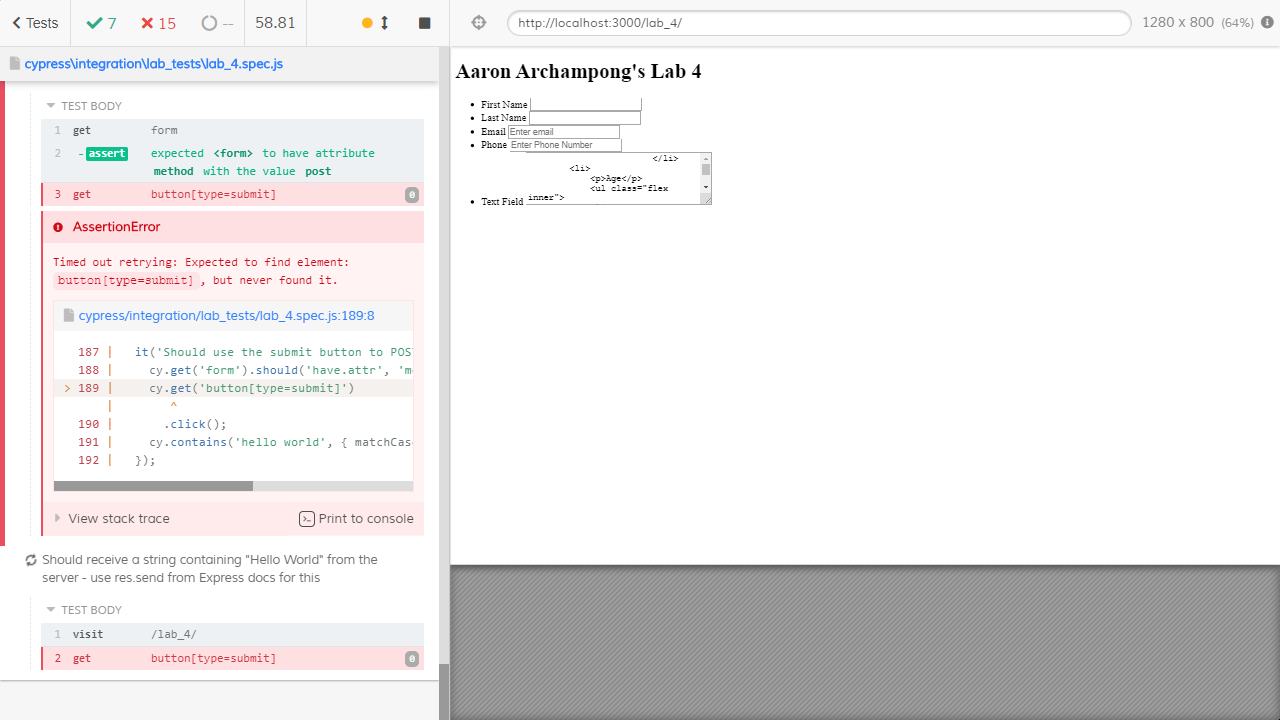 Tests 7 15 -- 58.81
cypress\integration\lab_tests\lab_4.spec.js
TEST BODY
1 get form
2 -assert expected <form> to have attribute
method with the value post
3 get button[type=submit] 0
AssertionError
Timed out retrying: Expected to find element:
button[type=submit], but never found it.
cypress/integration/lab_tests/lab_4.spec.js:189:8
187 | it('Should use the submit button to POS
188 | cy.get('form').should('have.attr', 'm
> 189 | cy.get('button[type=submit]')
| ^
190 | .click();
191 | cy.contains('hello world', { matchCas
192 | });
View stack trace Print to console
Should receive a string containing "Hello World" from the
server - use res.send from Express docs for this
TEST BODY
1 visit /lab_4/
2 get button[type=submit] 0
http://localhost:3000/lab_4/ 1280 x 800 (64%)
Aaron Archampong's Lab 4
First Name
Last Name
Email Enter email
Phone Enter Phone Number
</li>
<li>
<p>Age</p>
<ul class="flex
inner">
Text Field